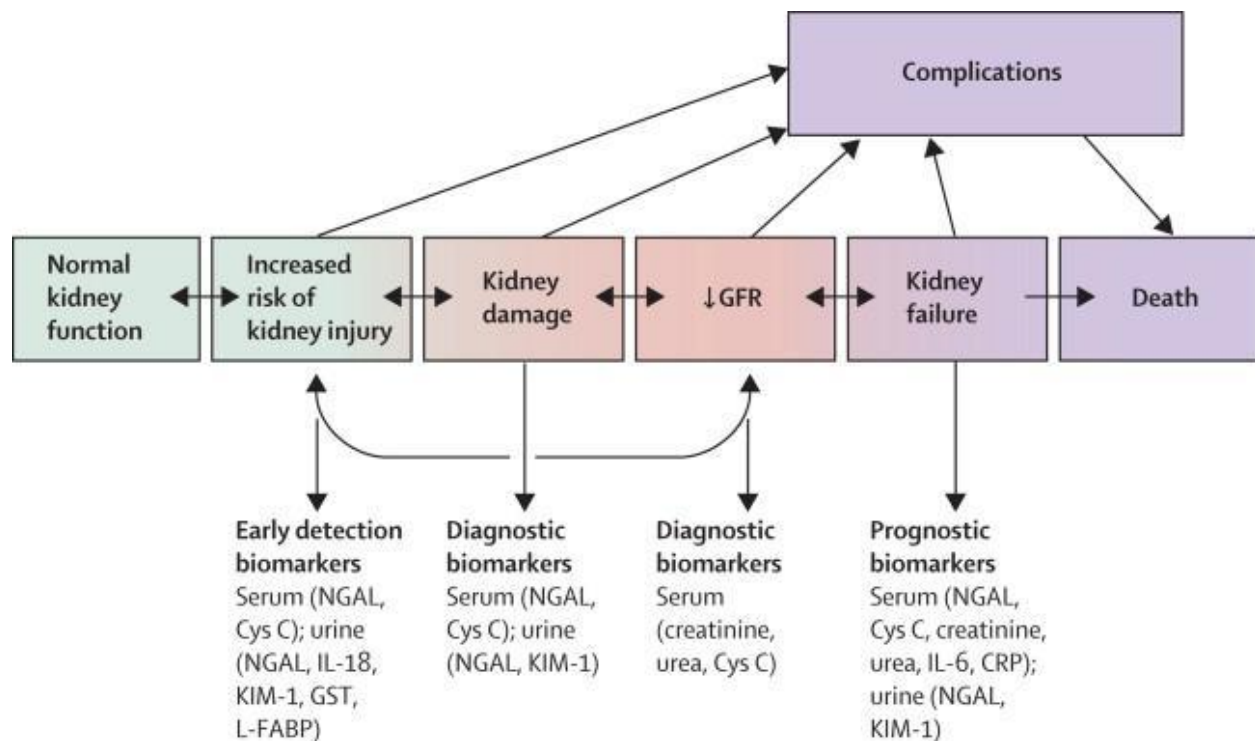 Complications
Normal
kidney
function
Increased
risk of
kidney injury
Kidney
damage
↓GFR
Kidney
failure
Death
Early detection
biomarkers
Serum (NGAL,
Cys C); urine
(NGAL, IL-18,
KIM-1, GST,
L-FABP)
Diagnostic
biomarkers
Serum (NGAL,
Cys C); urine
(NGAL, KIM-1)
Diagnostic
biomarkers
Serum
(creatinine,
urea, Cys C)
Prognostic
biomarkers
Serum (NGAL,
Cys C, creatinine,
urea, IL-6, CRP);
urine (NGAL,
KIM-1)